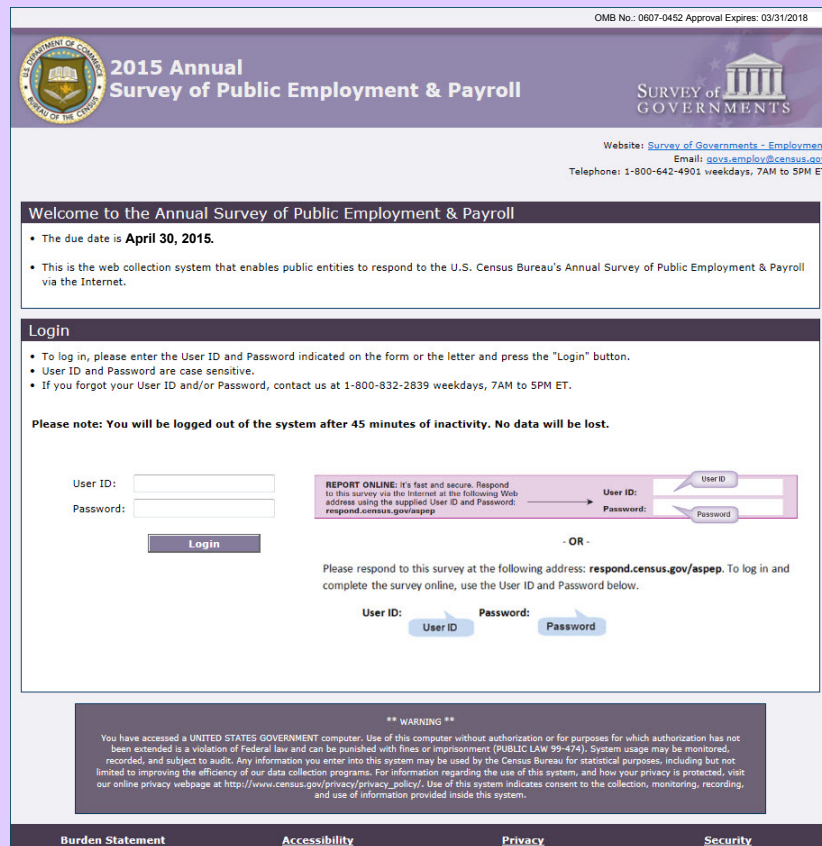 OMB No.: 0607-0452 Approval Expires: 03/31/2018
U.S. DEPARTMENT OF COMMERCE
BUREAU OF THE CENSUS
2015 Annual
Survey of Public Employment & Payroll
SURVEY of
GOVERNMENTS
Website: Survey of Governments - Employmen
Email: govs.employ@census.gov
Telephone: 1-800-642-4901 weekdays, 7AM to 5PM ET
Welcome to the Annual Survey of Public Employment & Payroll
• The due date is April 30, 2015.
• This is the web collection system that enables public entities to respond to the U.S. Census Bureau's Annual Survey of Public Employment & Payroll
via the Internet.
Login
• To log in, please enter the User ID and Password indicated on the form or the letter and press the "Login" button.
• User ID and Password are case sensitive.
• If you forgot your User ID and/or Password, contact us at 1-800-832-2839 weekdays, 7AM to 5PM ET.
Please note: You will be logged out of the system after 45 minutes of inactivity. No data will be lost.
User ID:
Password:
Login
REPORT ONLINE: It's fast and secure. Respond
to this survey via the Internet at the following Web
address using the supplied User ID and Password:
respond.census.gov/aspep
User ID:
User ID
Password:
Password
- OR -
Please respond to this survey at the following address: respond.census.gov/aspep. To log in and
complete the survey online, use the User ID and Password below.
User ID: Password:
User ID Password
** WARNING **
You have accessed a UNITED STATES GOVERNMENT computer. Use of this computer without authorization or for purposes for which authorization has not
been extended is a violation of Federal law and can be punished with fines or imprisonment (PUBLIC LAW 99-474). System usage may be monitored,
recorded, and subject to audit. Any information you enter into this system may be used by the Census Bureau for statistical purposes, including but not
limited to improving the efficiency of our data collection programs. For information regarding the use of this system, and how your privacy is protected, visit
our online privacy webpage at http://www.census.gov/privacy/privacy_policy/. Use of this system indicates consent to the collection, monitoring, recording,
and use of information provided inside this system.
Burden Statement Accessibility Privacy Security